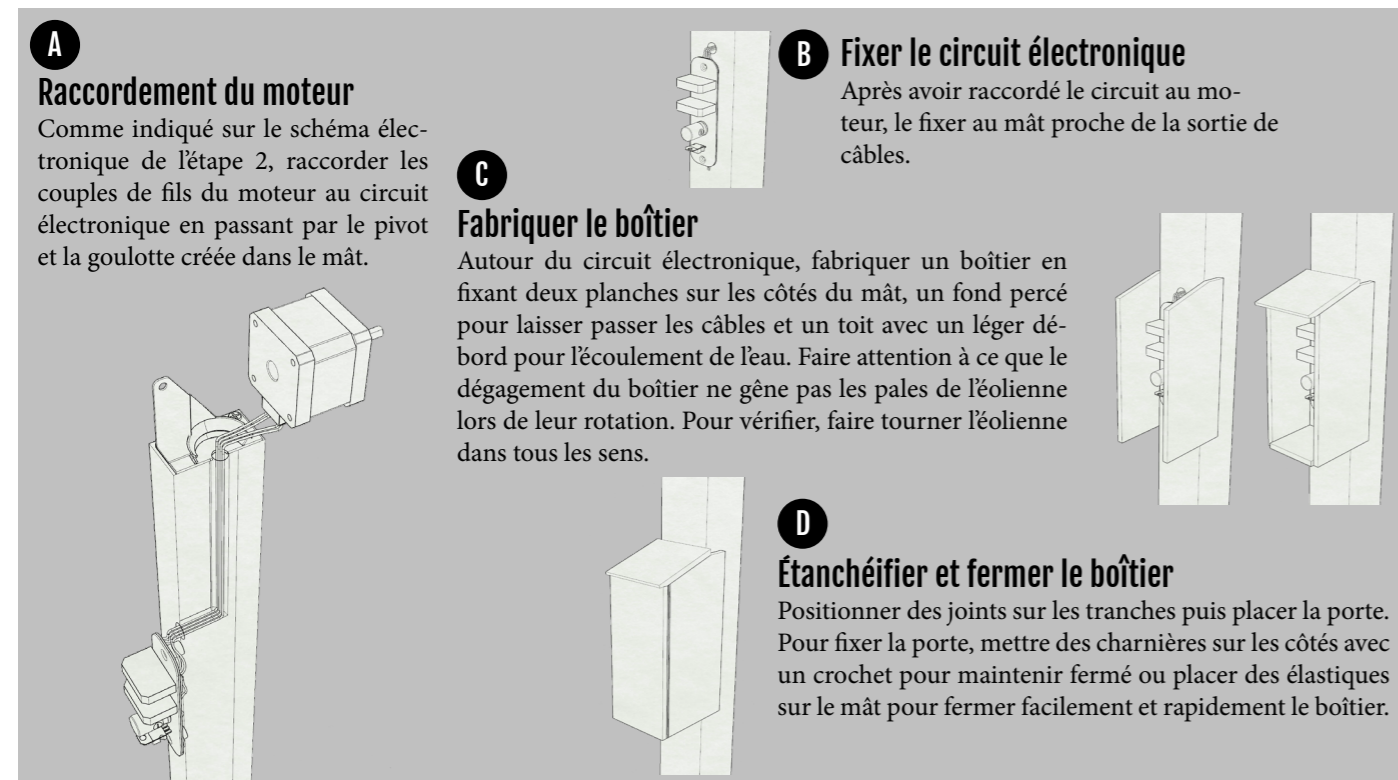 A
Raccordement du moteur
Comme indiqué sur le schéma élec-
tronique de l'étape 2, raccorder les
couples de fils du moteur au circuit
électronique en passant par le pivot
et la goulotte créée dans le mât.
B
Fixer le circuit électronique
Après avoir raccordé le circuit au mo-
teur, le fixer au mât proche de la sortie de
câbles.
C
Fabriquer le boîtier
Autour du circuit électronique, fabriquer un boîtier en
fixant deux planches sur les côtés du mât, un fond percé
pour laisser passer les câbles et un toit avec un léger dé-
bord pour l'écoulement de l'eau. Faire attention à ce que le
dégagement du boîtier ne gêne pas les pales de l'éolienne
lors de leur rotation. Pour vérifier, faire tourner l'éolienne
dans tous les sens.
D
Étanchéifier et fermer le boîtier
Positionner des joints sur les tranches puis placer la porte.
Pour fixer la porte, mettre des charnières sur les côtés avec
un crochet pour maintenir fermé ou placer des élastiques
sur le mât pour fermer facilement et rapidement le boîtier.